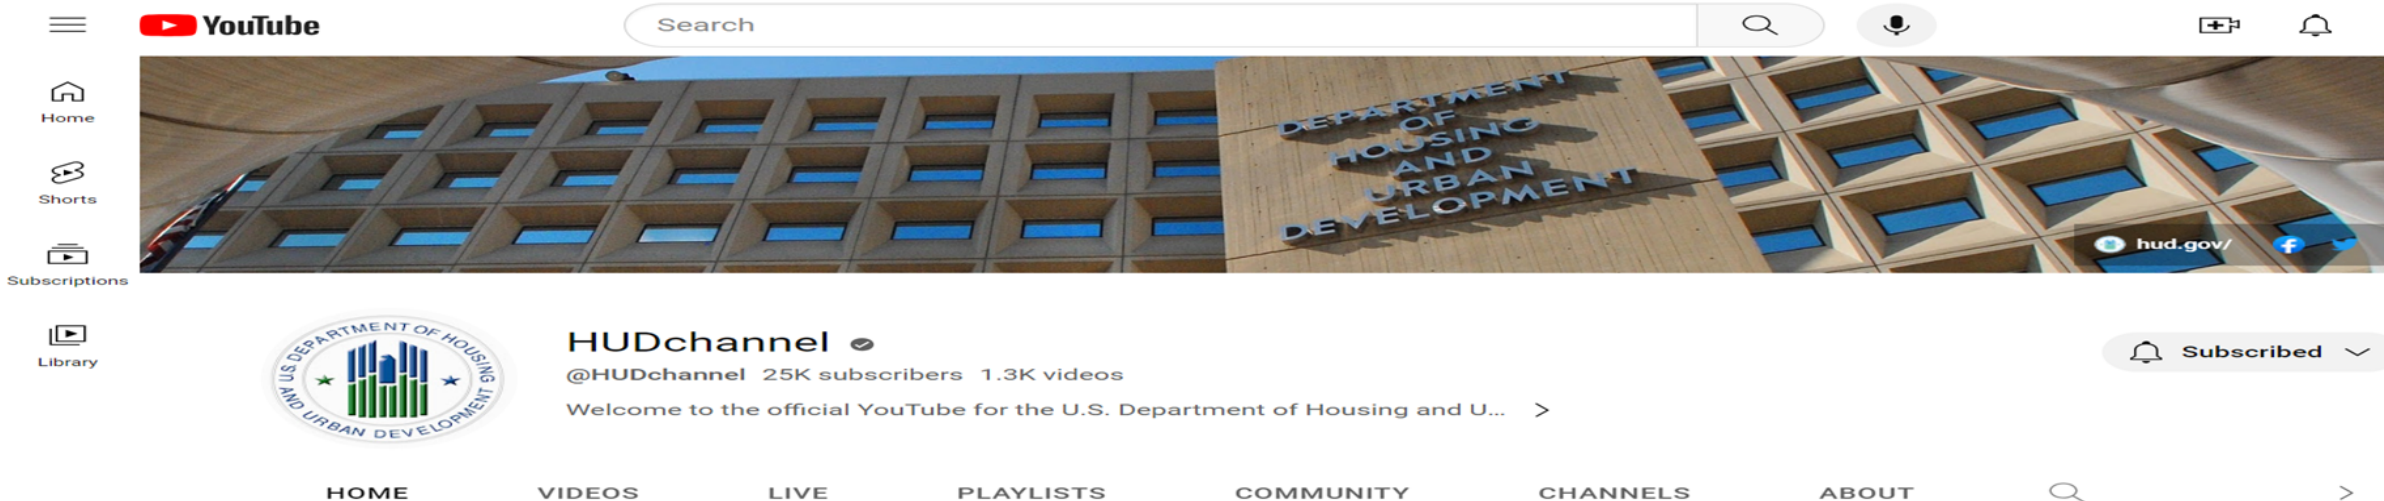 YouTube
Search
Home
Shorts
Subscriptions
Library
DEPARTMENT
OF
HOUSING
AND
URBAN
DEVELOPMENT
hud.gov/
U.S. DEPARTMENT OF HOUSING AND URBAN DEVELOPMENT
HUDchannel
@HUDchannel 25K subscribers 1.3K videos
Welcome to the official YouTube for the U.S. Department of Housing and U... >
Subscribed
HOME VIDEOS LIVE PLAYLISTS COMMUNITY CHANNELS ABOUT >